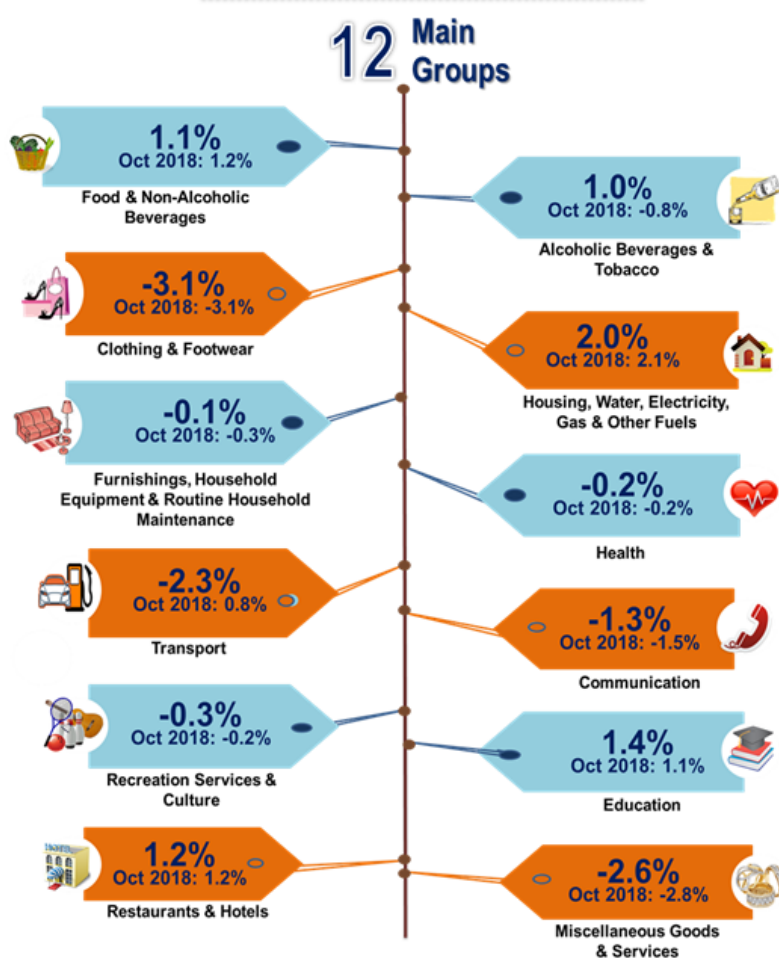 12 Main
Groups
1.1%
Oct 2018: 1.2%
Food & Non-Alcoholic
Beverages
1.0%
Oct 2018: -0.8%
Alcoholic Beverages &
Tobacco
-3.1%
Oct 2018: -3.1%
Clothing & Footwear
2.0%
Oct 2018: 2.1%
Housing, Water, Electricity,
Gas & Other Fuels
-0.1%
Oct 2018: -0.3%
Furnishings, Household
Equipment & Routine Household
Maintenance
-0.2%
Oct 2018: -0.2%
Health
-2.3%
Oct 2018: 0.8%
Transport
-1.3%
Oct 2018: -1.5%
Communication
-0.3%
Oct 2018: -0.2%
Recreation Services &
Culture
1.4%
Oct 2018: 1.1%
Education
1.2%
Oct 2018: 1.2%
Restaurants & Hotels
-2.6%
Oct 2018: -2.8%
Miscellaneous Goods
& Services